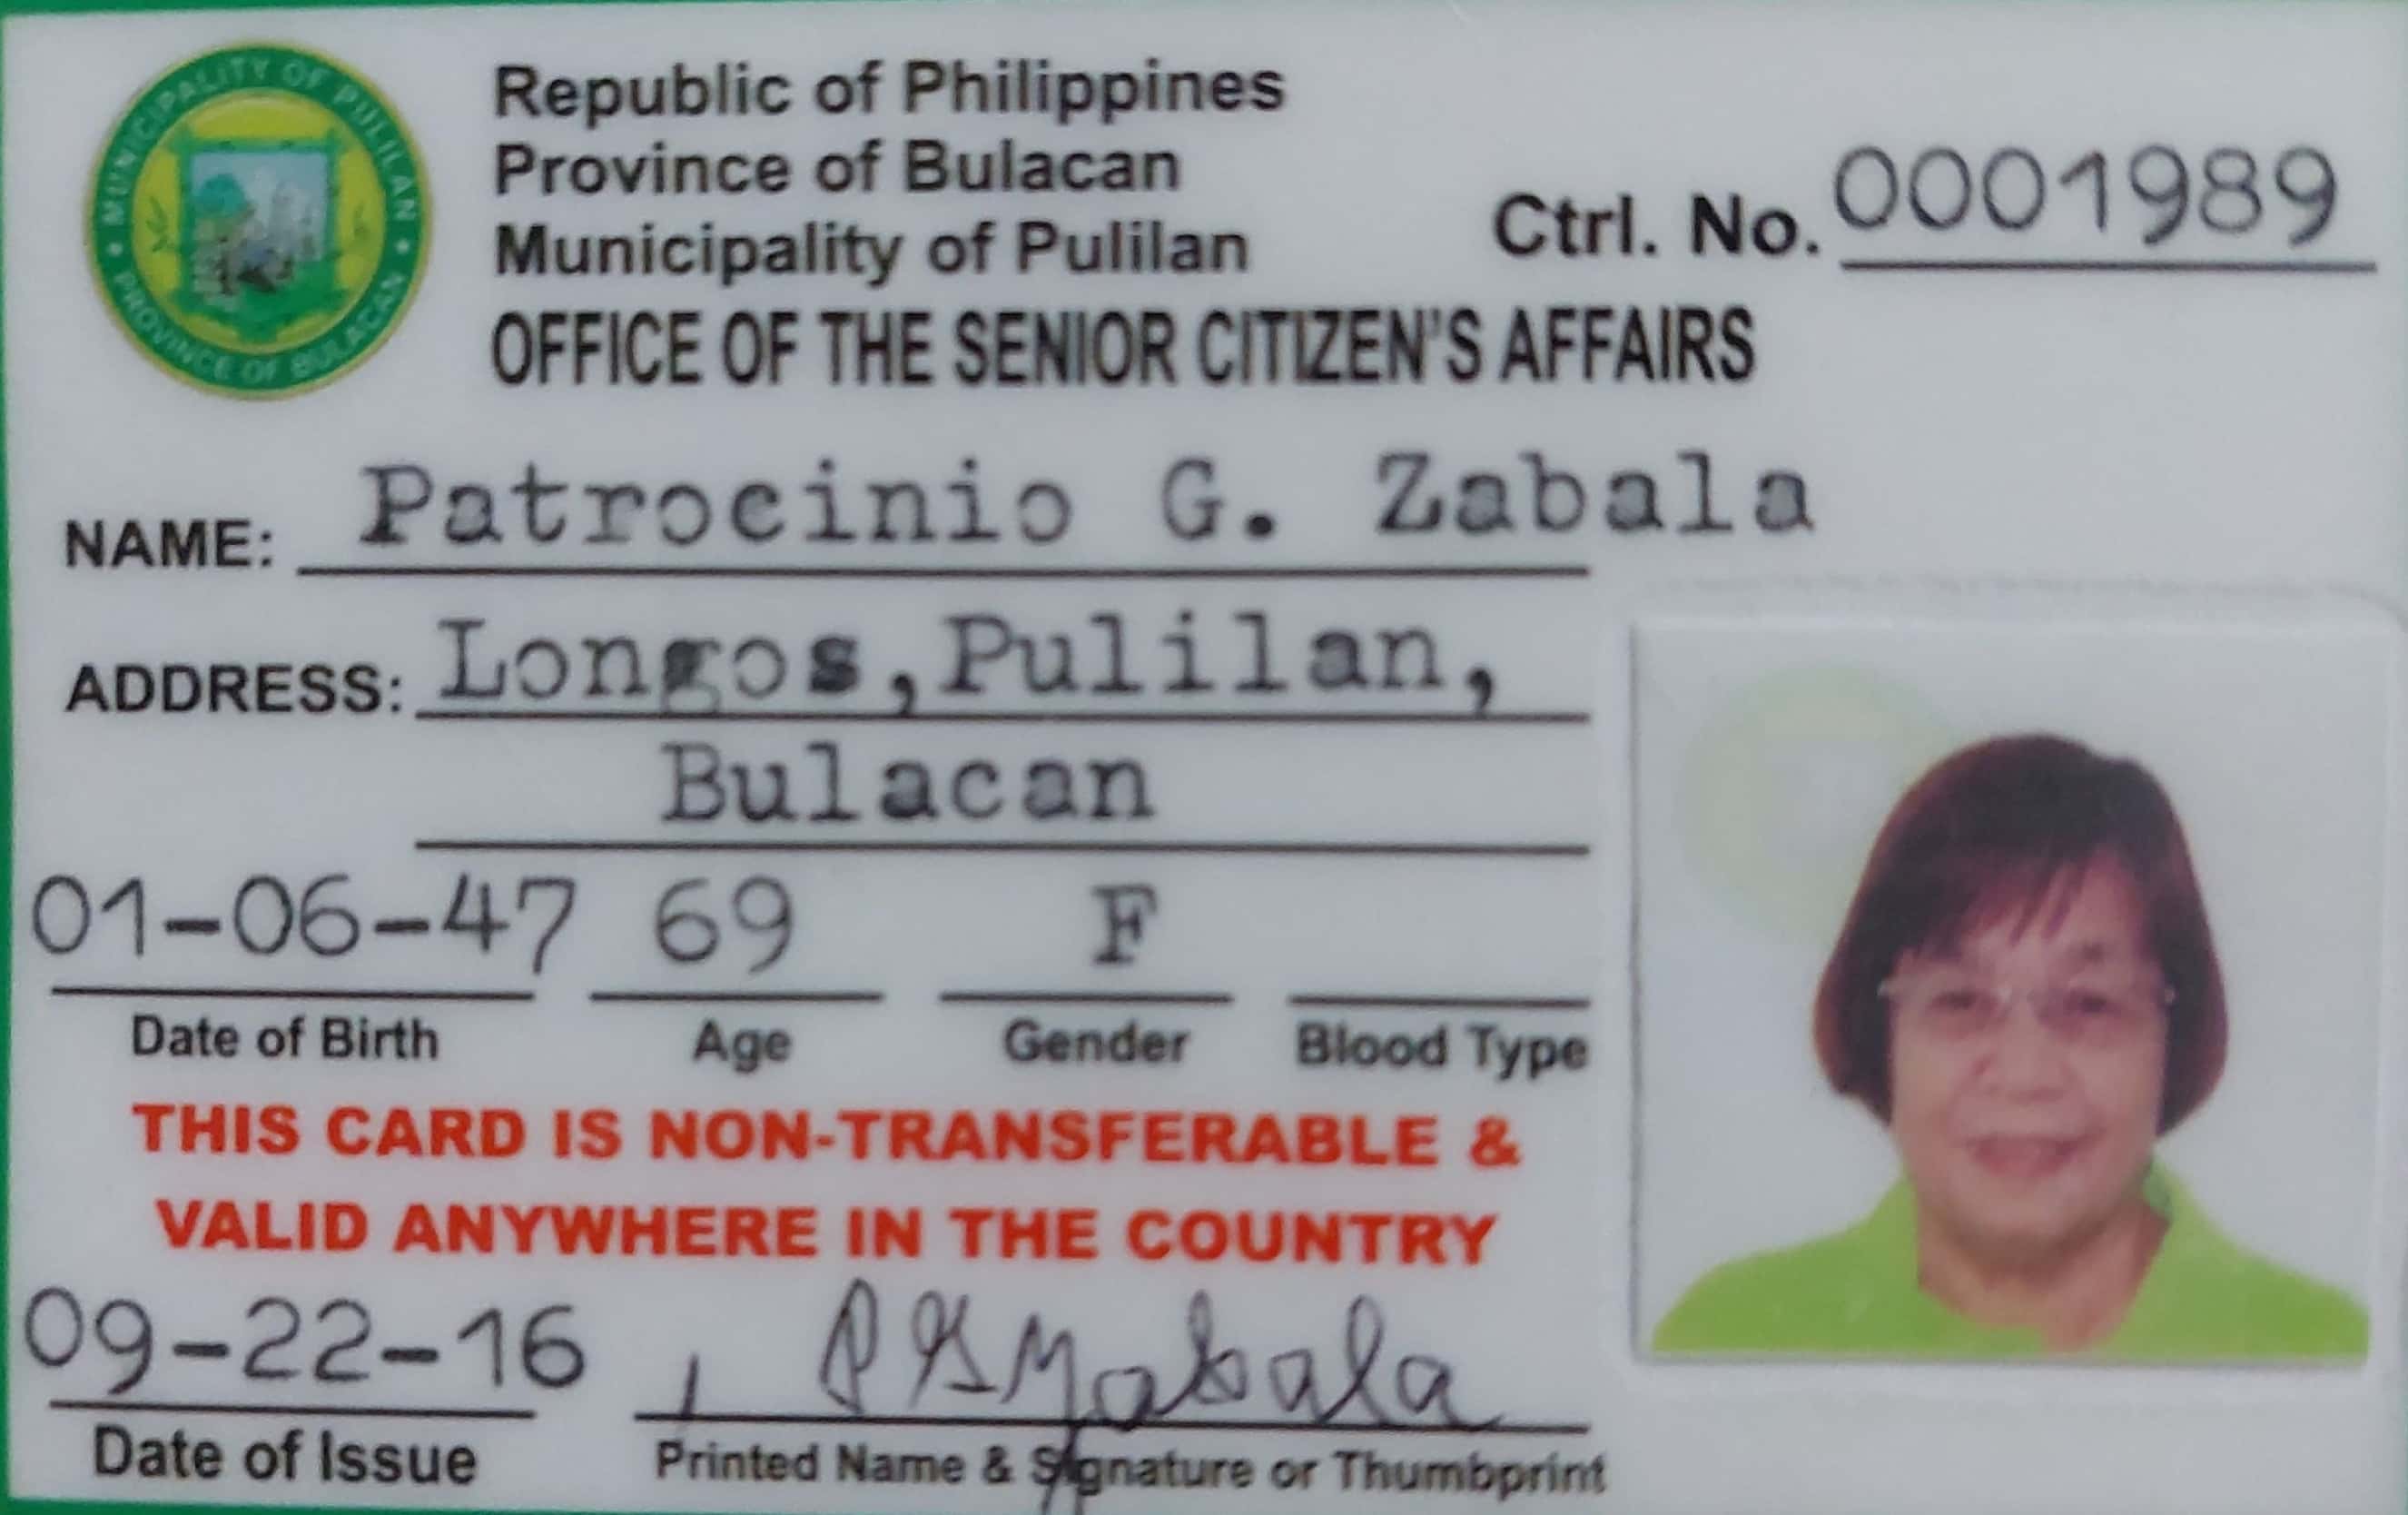 MUNICIPALITY OF PULILAN
PROVINCE OF BULACAN
Republic of Philippines
Province of Bulacan
Municipality of Pulilan
Ctrl. No. 0001989
OFFICE OF THE SENIOR CITIZEN'S AFFAIRS
NAME: Patrocinio G. Zabala
ADDRESS: Longos, Pulilan,
Bulacan
01-06-47 69 F
Date of Birth Age Gender Blood Type
THIS CARD IS NON-TRANSFERABLE &
VALID ANYWHERE IN THE COUNTRY
09-22-16 PGZabala
Date of Issue Printed Name & Signature or Thumbprint